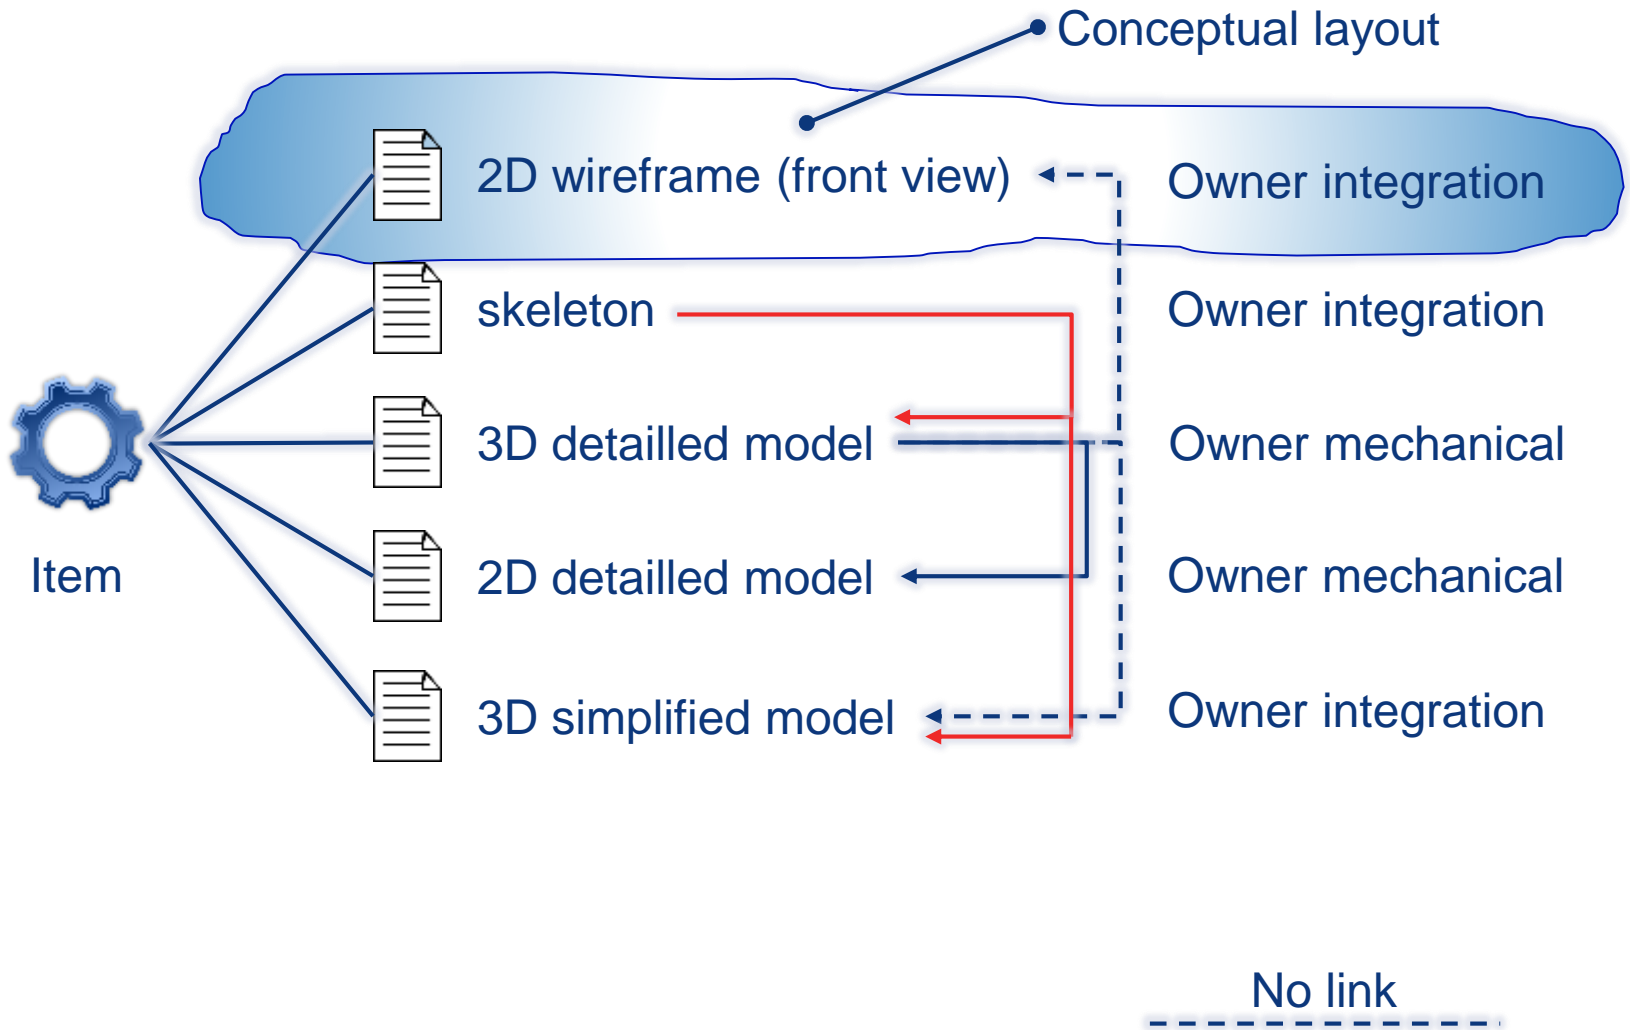 Conceptual layout
2D wireframe (front view)
Owner integration
skeleton
Owner integration
3D detailled model
Owner mechanical
Item
2D detailled model
Owner mechanical
3D simplified model
Owner integration
No link